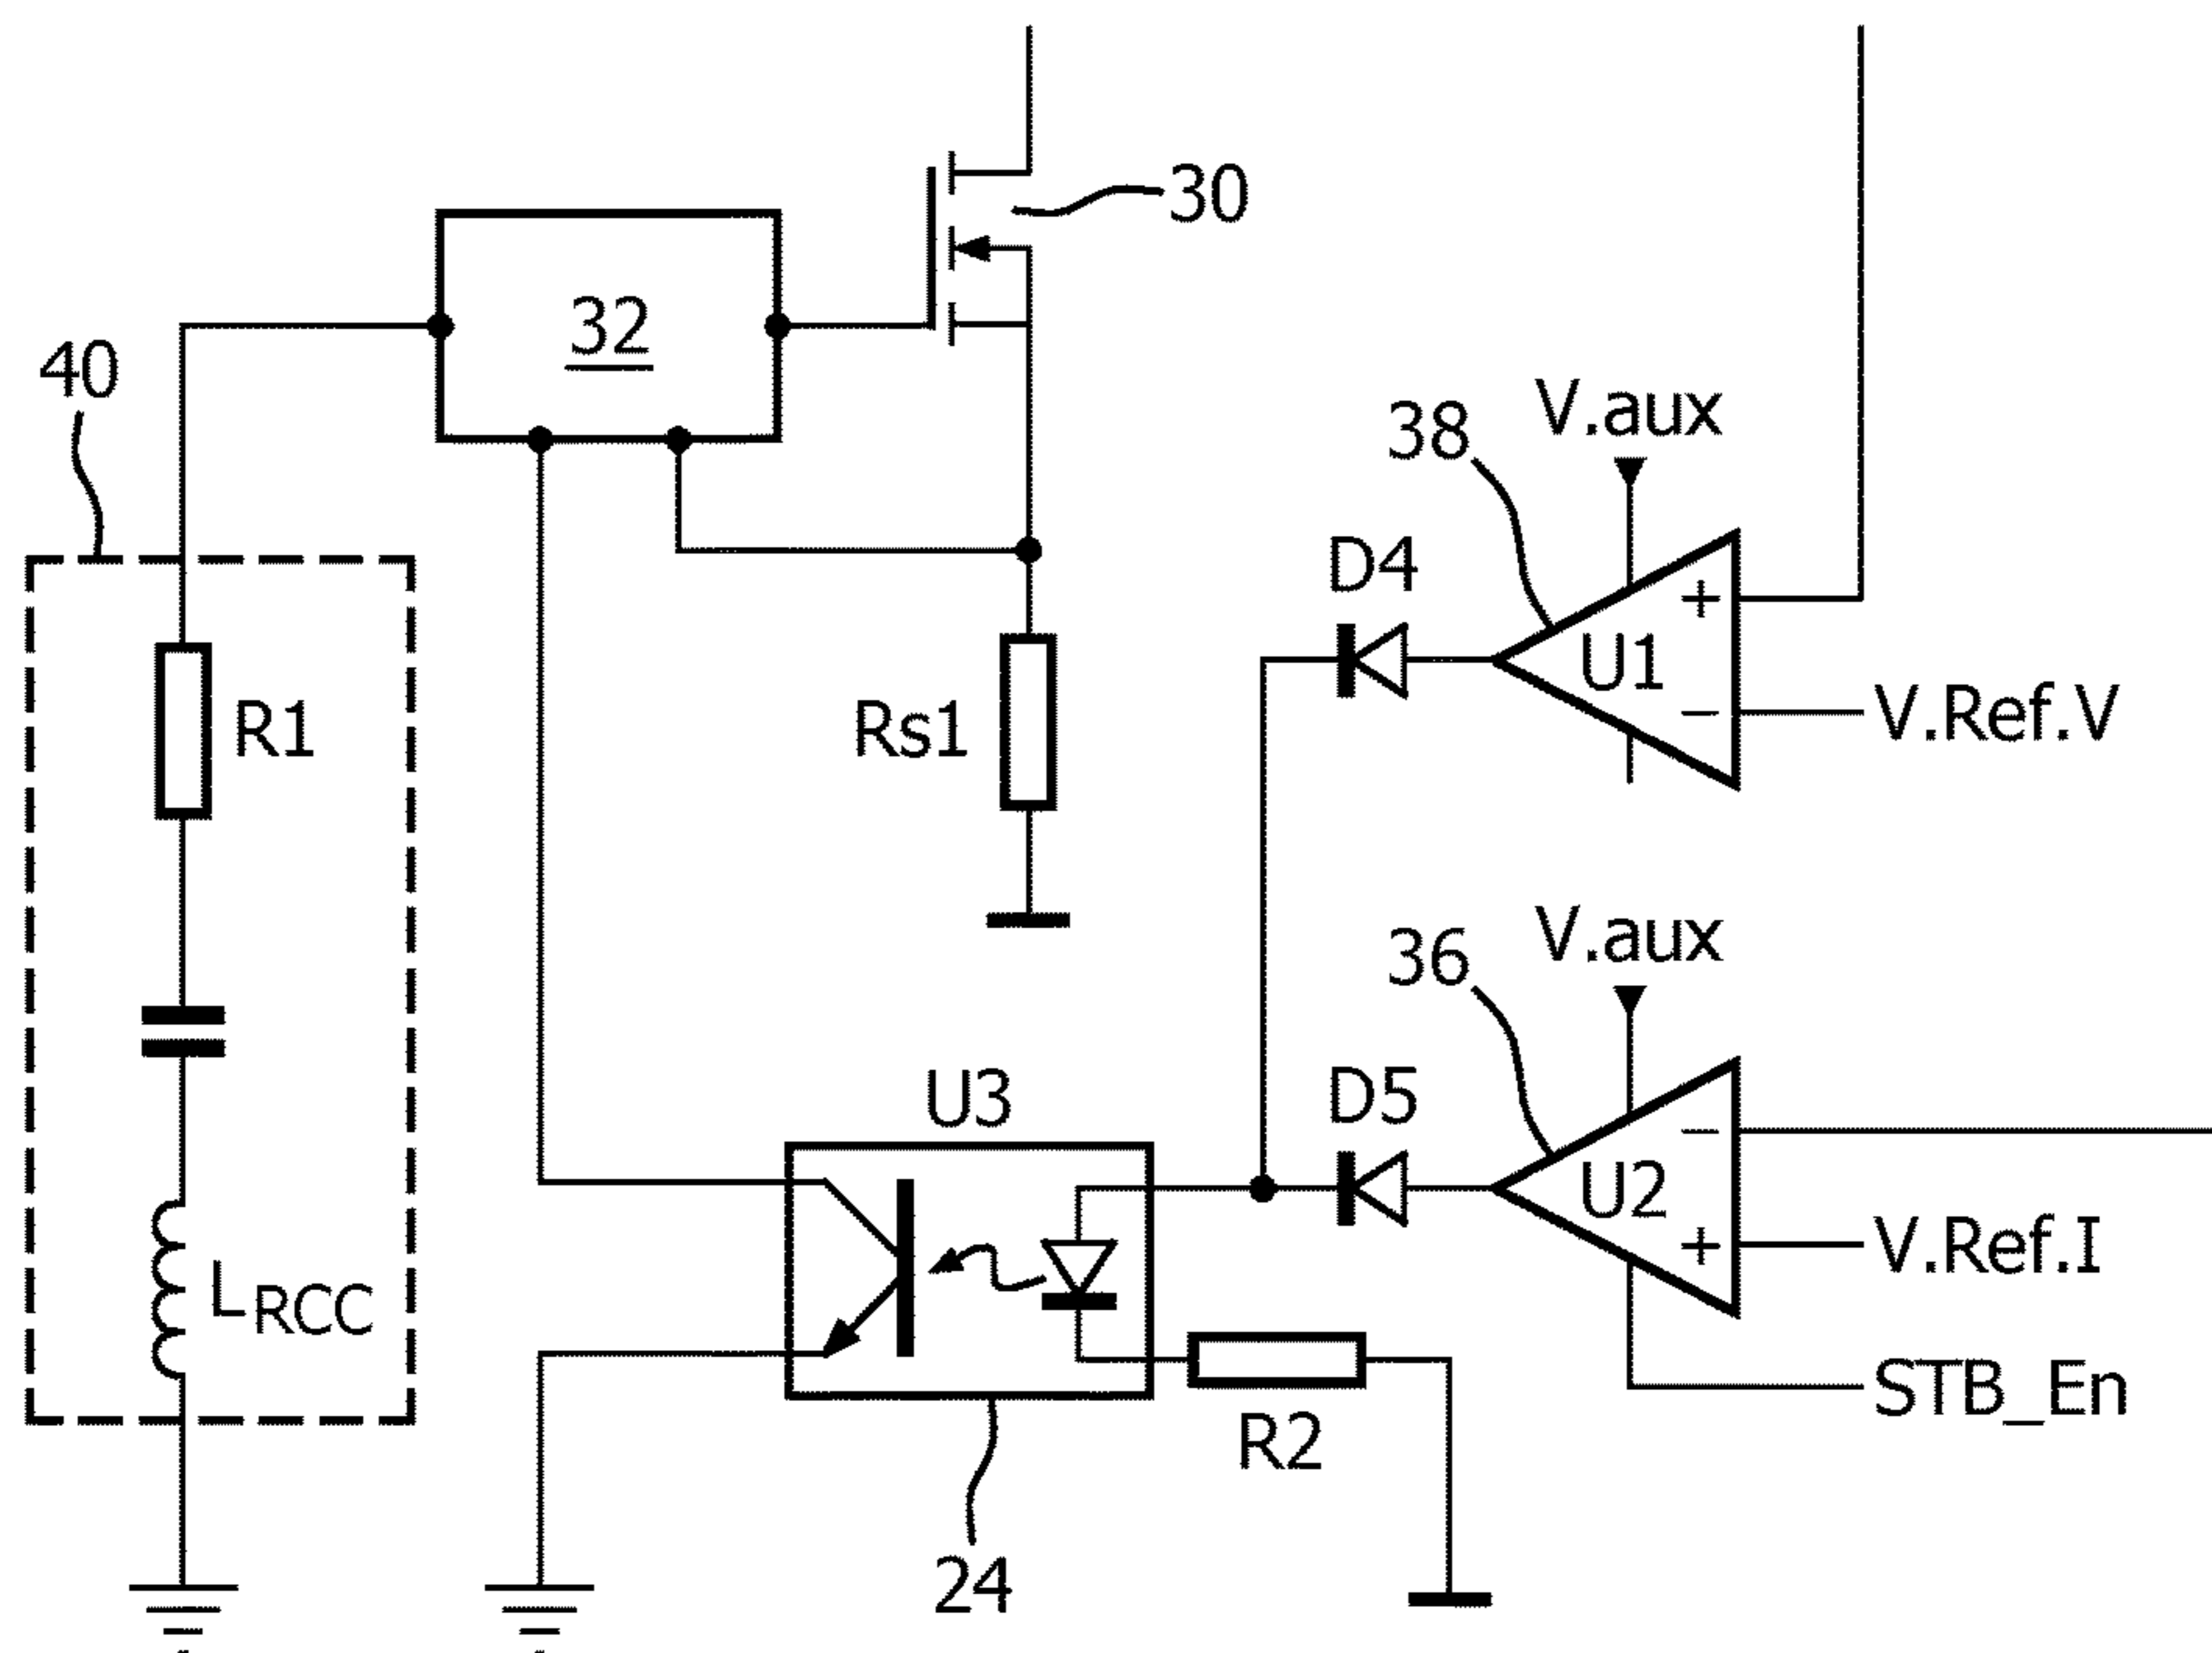 30
32
40
V.aux
38
D4
+
U1
R1
Rs1
−
V.Ref.V
V.aux
36
U3
D5
−
U2
+
V.Ref.I
LRCC
STB_En
R2
24